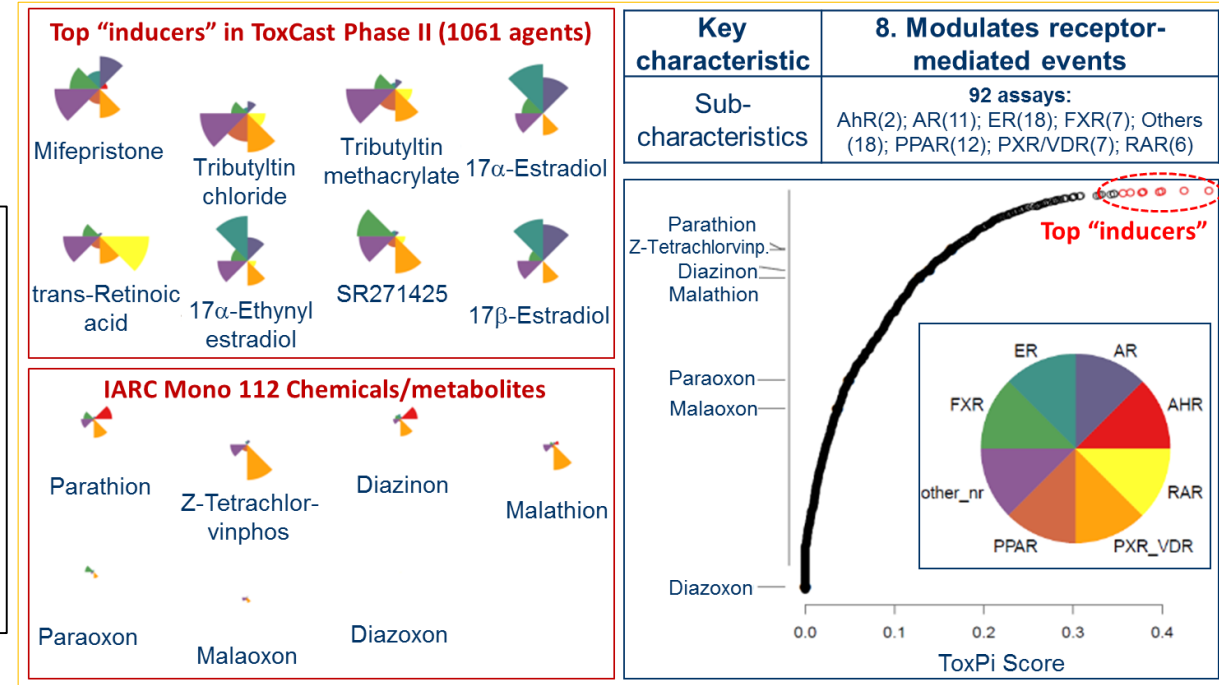 Top “inducers” in ToxCast Phase II (1061 agents)
Mifepristone
Tributyltin
chloride
Tributyltin
methacrylate
17α-Estradiol
trans-Retinoic
acid
17α-Ethynyl
estradiol
SR271425
17β-Estradiol
IARC Mono 112 Chemicals/metabolites
Parathion
Z-Tetrachlor-
vinphos
Diazinon
Malathion
Paraoxon
Malaoxon
Diazoxon
Key
characteristic
8. Modulates receptor-
mediated events
Sub-
characteristics
92 assays:
AhR(2); AR(11); ER(18); FXR(7); Others
(18); PPAR(12); PXR/VDR(7); RAR(6)
Parathion
Z-Tetrachlorvinp.
Diazinon
Malathion
Paraoxon
Malaoxon
Diazoxon
Top “inducers”
ER
AR
FXR
AHR
other_nr
RAR
PPAR
PXR_VDR
0.0 0.1 0.2 0.3 0.4
ToxPi Score